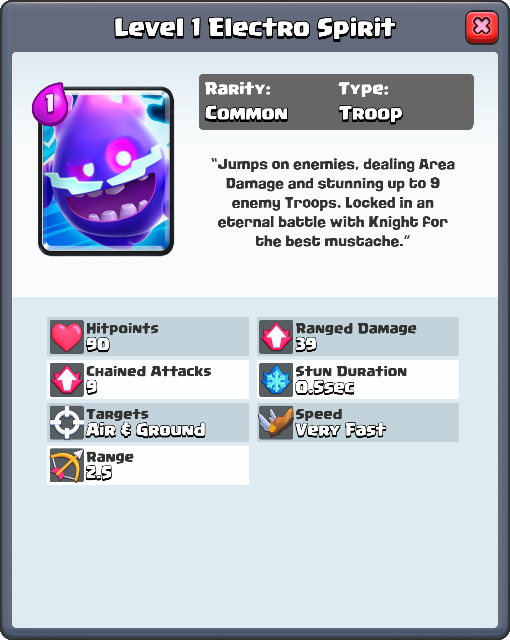 Level 1 Electro Spirit
1
Rarity: Type:
Common Troop
"Jumps on enemies, dealing Area
Damage and stunning up to 9
enemy Troops. Locked in an
eternal battle with Knight for
the best mustache."
Hitpoints
90
Ranged Damage
39
Chained Attacks
9
Stun Duration
0.5sec
Targets
Air & Ground
Speed
Very Fast
Range
2.5